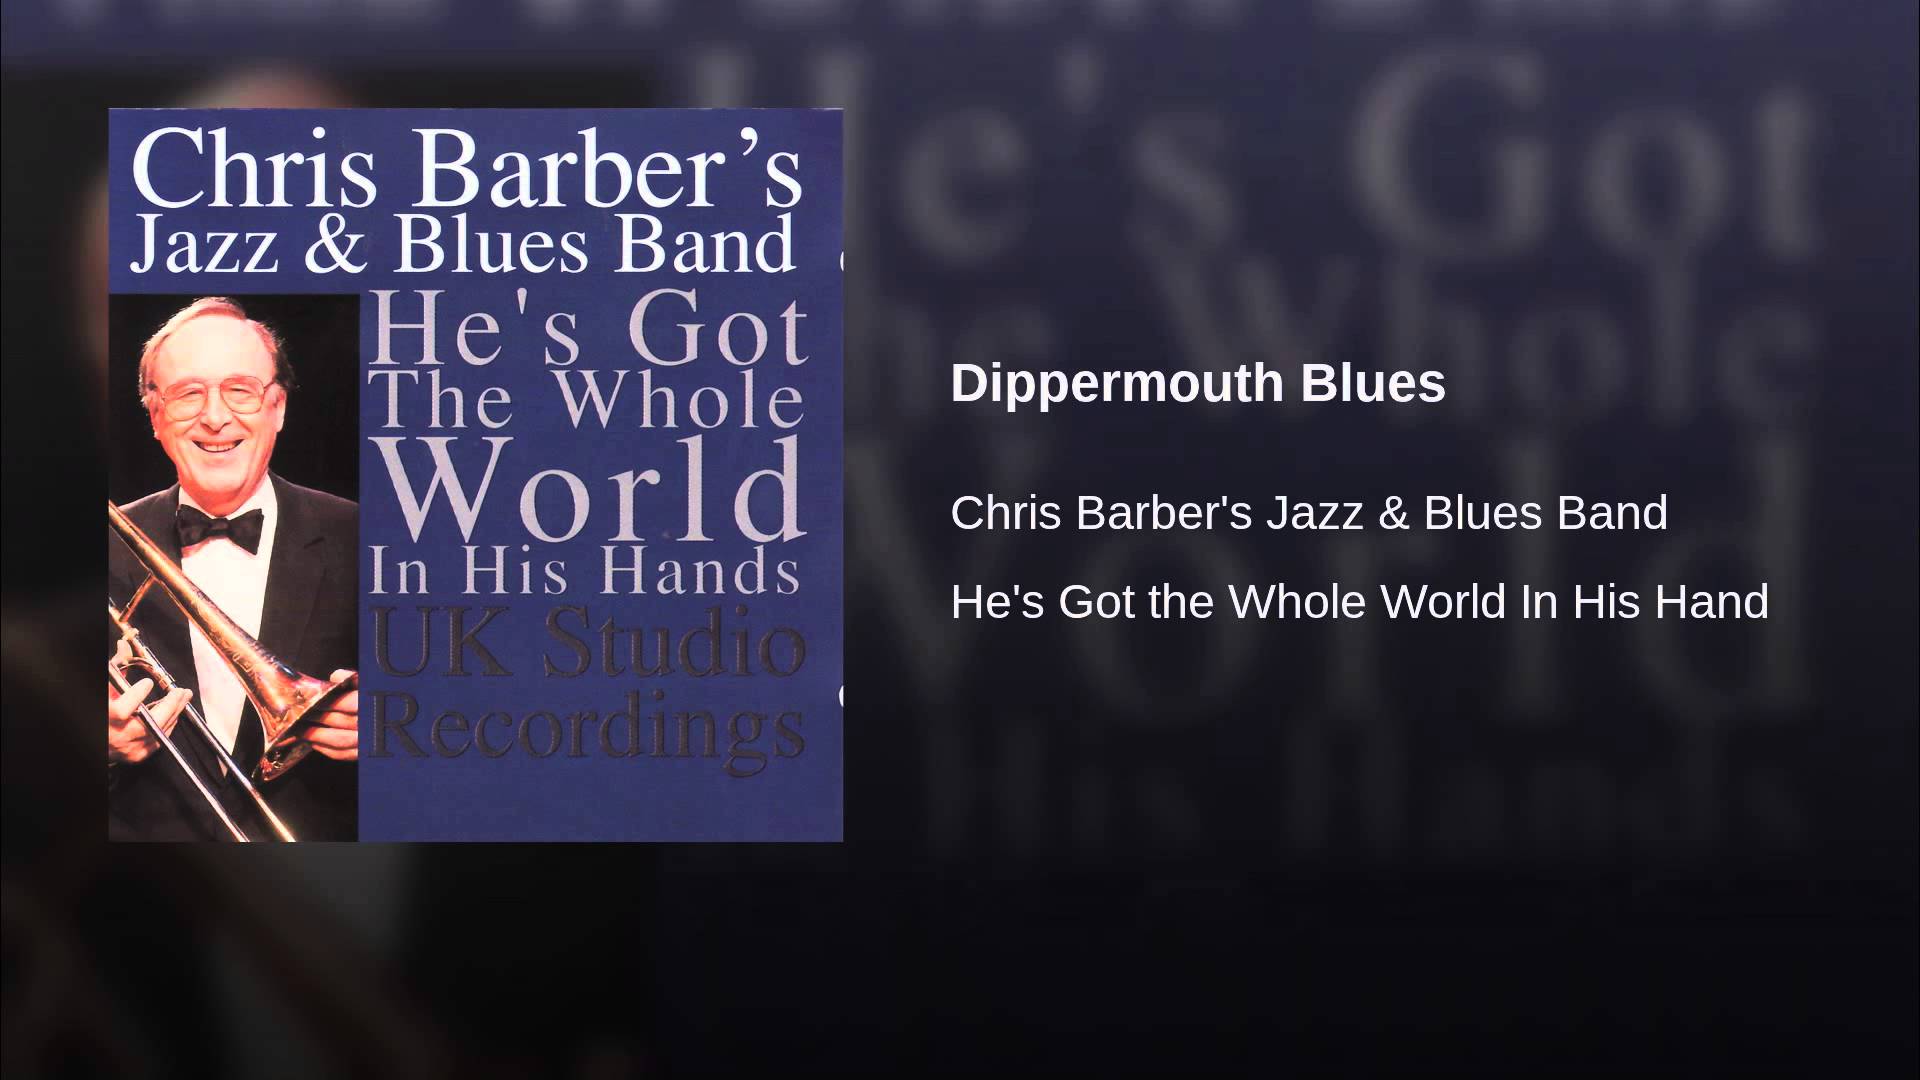 Chris Barber's
Jazz & Blues Band
He's Got
The Whole
World
In His Hands
UK Studio
Recordings
Dippermouth Blues
Chris Barber's Jazz & Blues Band
He's Got the Whole World In His Hand